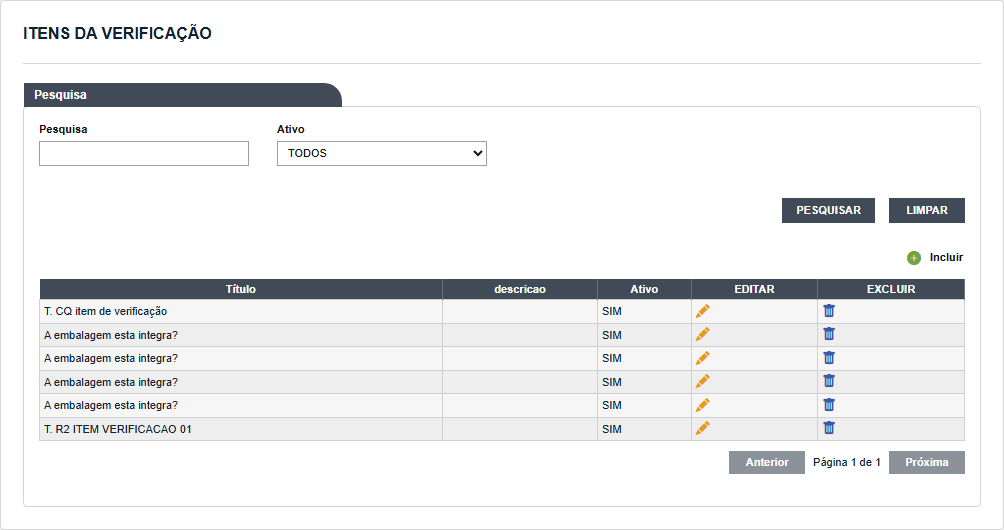 ITENS DA VERIFICAÇÃO
Pesquisa
Pesquisa Ativo
TODOS
PESQUISAR LIMPAR
Incluir
Título descricao Ativo EDITAR EXCLUIR
T. CQ item de verificação SIM
A embalagem esta integra? SIM
A embalagem esta integra? SIM
A embalagem esta integra? SIM
A embalagem esta integra? SIM
T. R2 ITEM VERIFICACAO 01 SIM
Anterior Página 1 de 1 Próxima